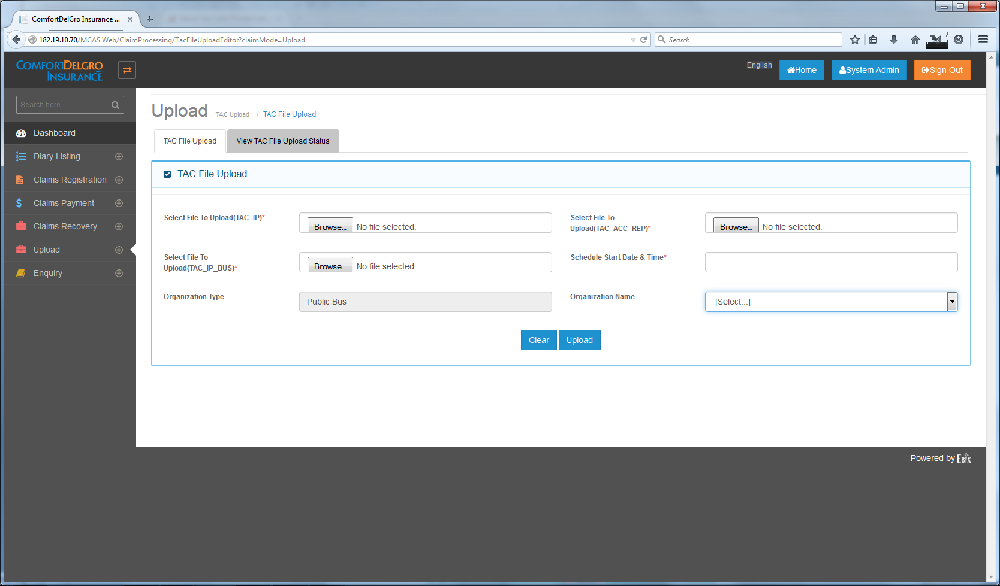 ComfortDelGro Insurance ...
182.19.10.70/MCAS.Web/ClaimProcessing/TacFileUploadEditor?claimMode=Upload
Search
COMFORTDELGRO
INSURANCE
English
Home
System Admin
Sign Out
Search here
Dashboard
Diary Listing
Claims Registration
Claims Payment
Claims Recovery
Upload
Enquiry
Upload TAC Upload / TAC File Upload
TAC File Upload
View TAC File Upload Status
TAC File Upload
Select File To Upload(TAC_IP)*
Browse... No file selected.
Select File To
Upload(TAC_ACC_REP)*
Browse... No file selected.
Select File To
Upload(TAC_IP_BUS)*
Browse... No file selected.
Schedule Start Date & Time*
Organization Type
Public Bus
Organization Name
[Select...]
Clear
Upload
Powered by EBIX